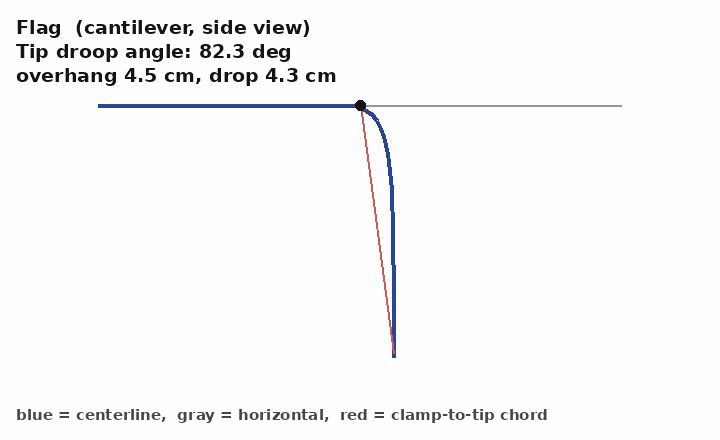 Flag (cantilever, side view)
Tip droop angle: 82.3 deg
overhang 4.5 cm, drop 4.3 cm
blue = centerline, gray = horizontal, red = clamp-to-tip chord